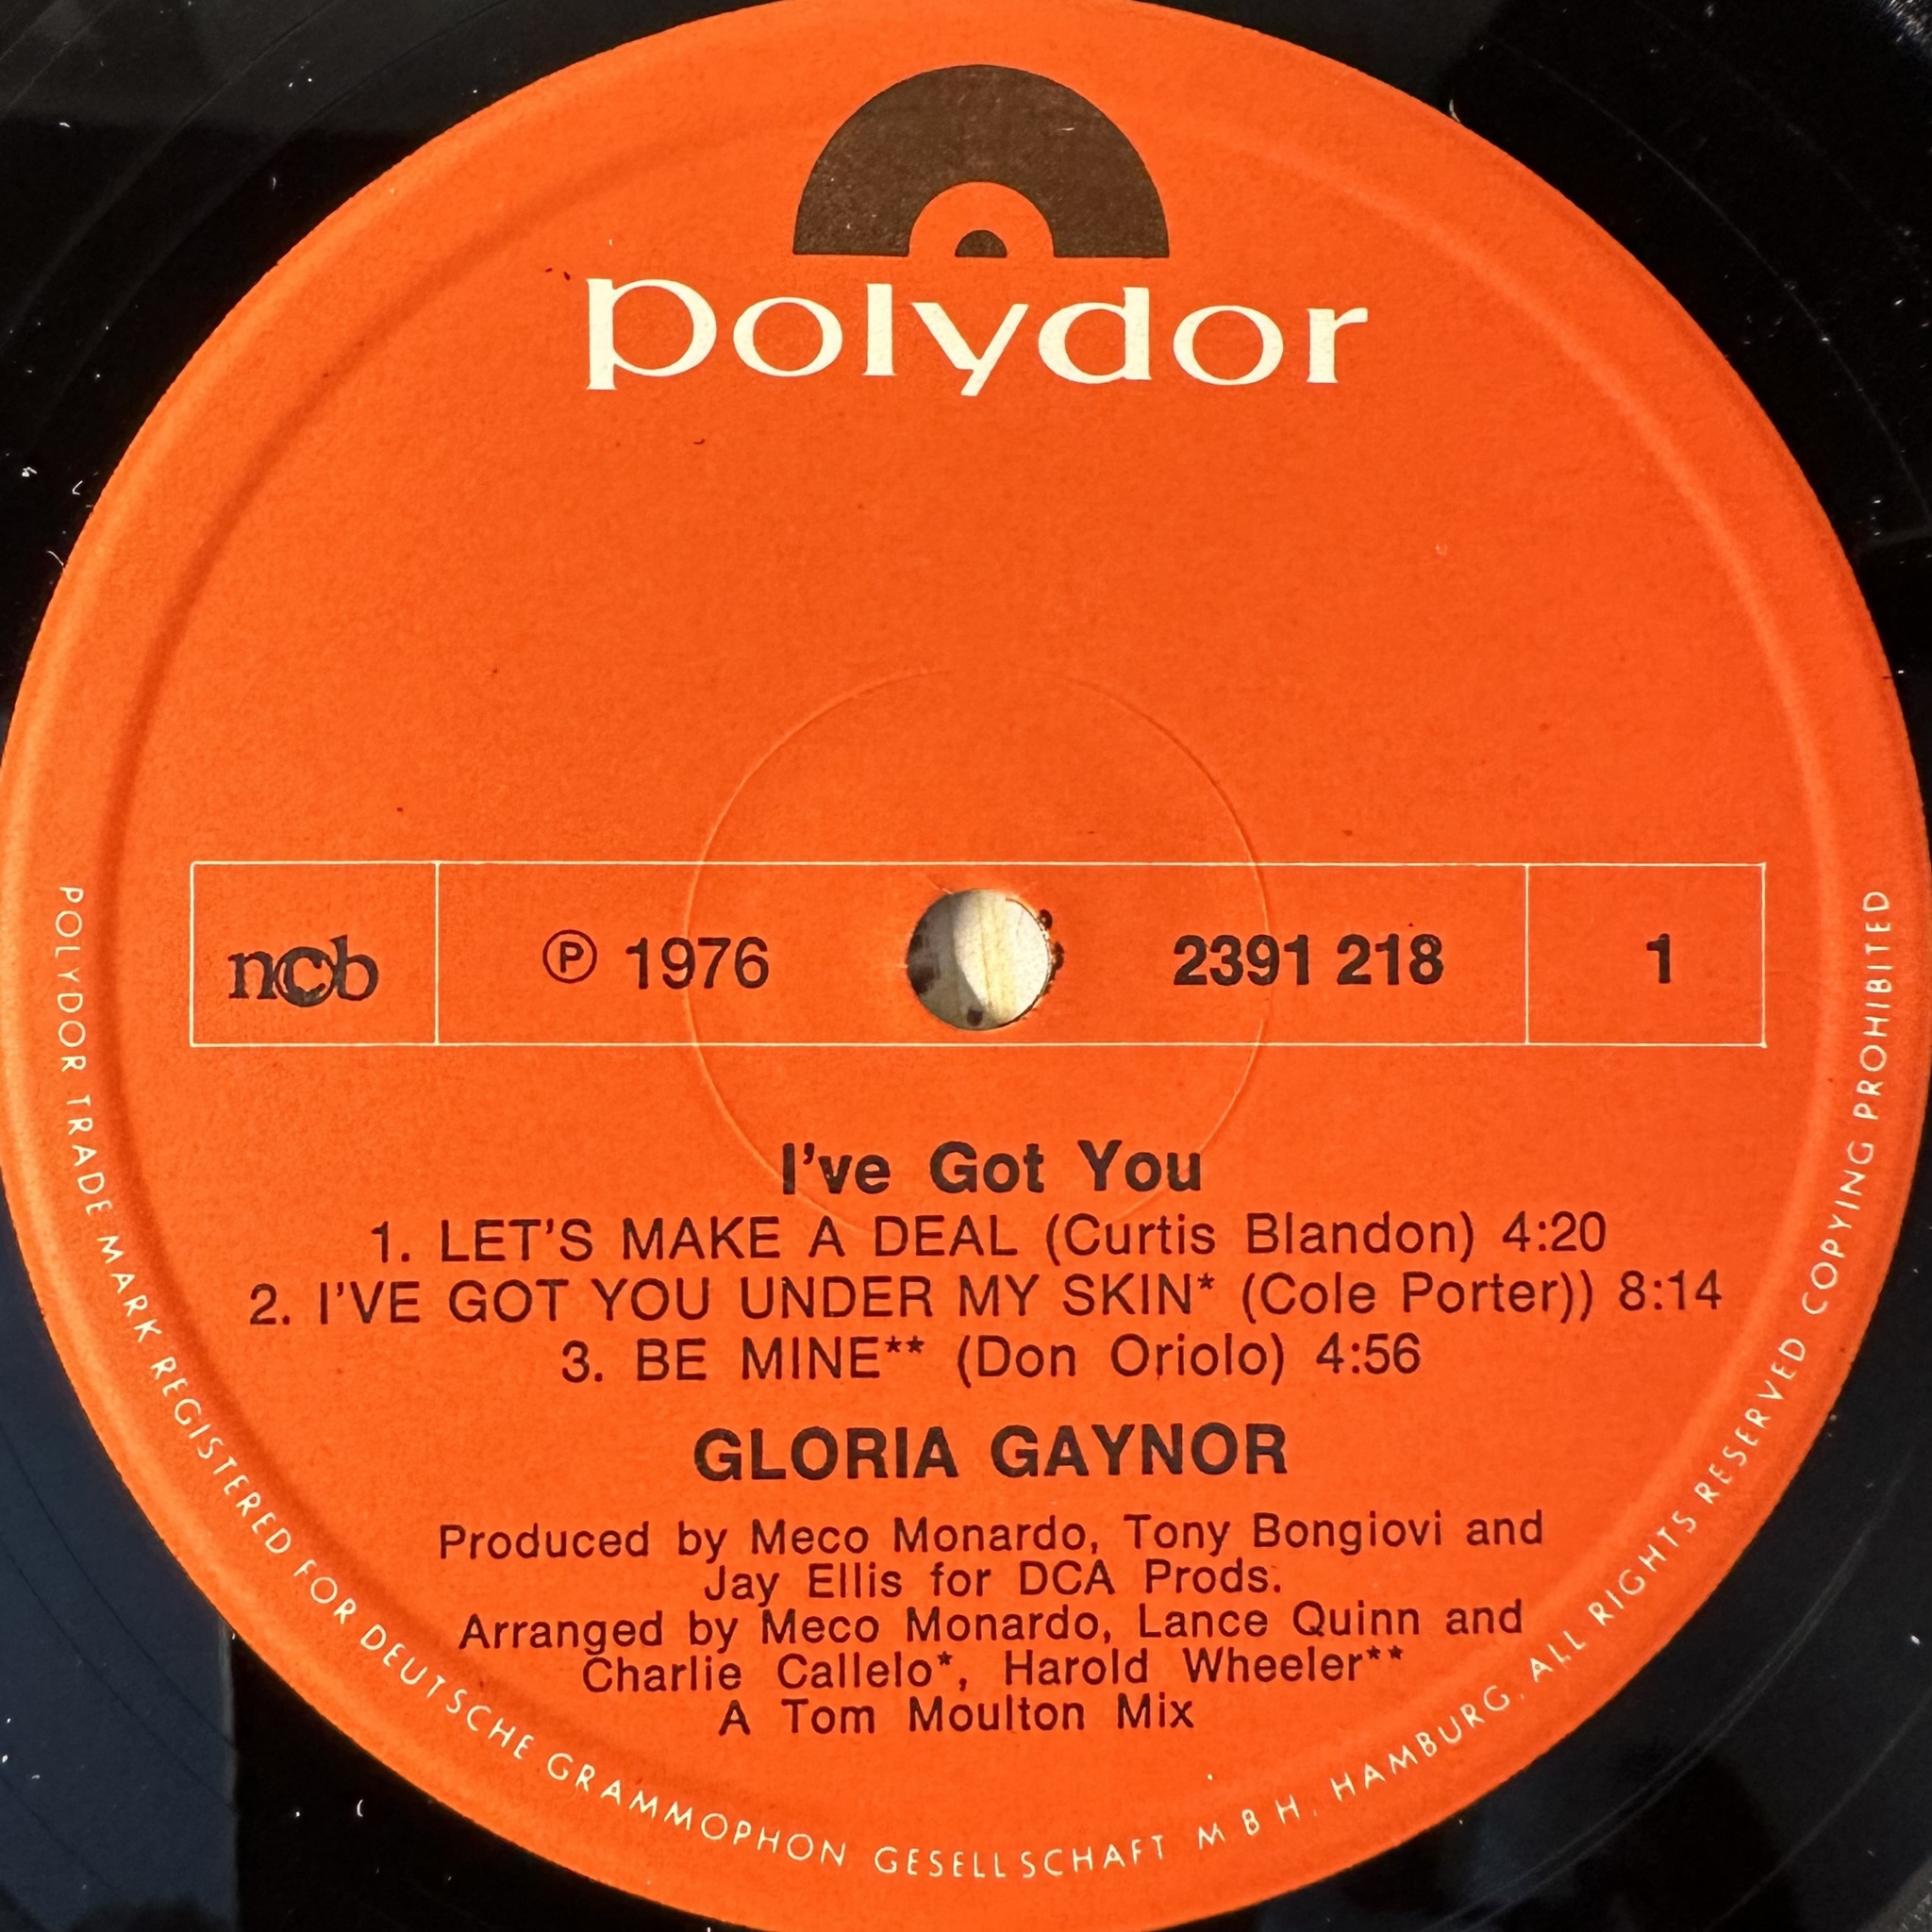 polydor
ncb
℗ 1976
2391 218
1
I've Got You
1. LET'S MAKE A DEAL (Curtis Blandon) 4:20
2. I'VE GOT YOU UNDER MY SKIN* (Cole Porter)) 8:14
3. BE MINE** (Don Oriolo) 4:56
GLORIA GAYNOR
Produced by Meco Monardo, Tony Bongiovi and
Jay Ellis for DCA Prods.
Arranged by Meco Monardo, Lance Quinn and
Charlie Callelo*, Harold Wheeler**
A Tom Moulton Mix
POLYDOR TRADE MARK REGISTERED FOR DEUTSCHE GRAMMOPHON GESELLSCHAFT M B H. HAMBURG. ALL RIGHTS RESERVED COPYING PROHIBITED